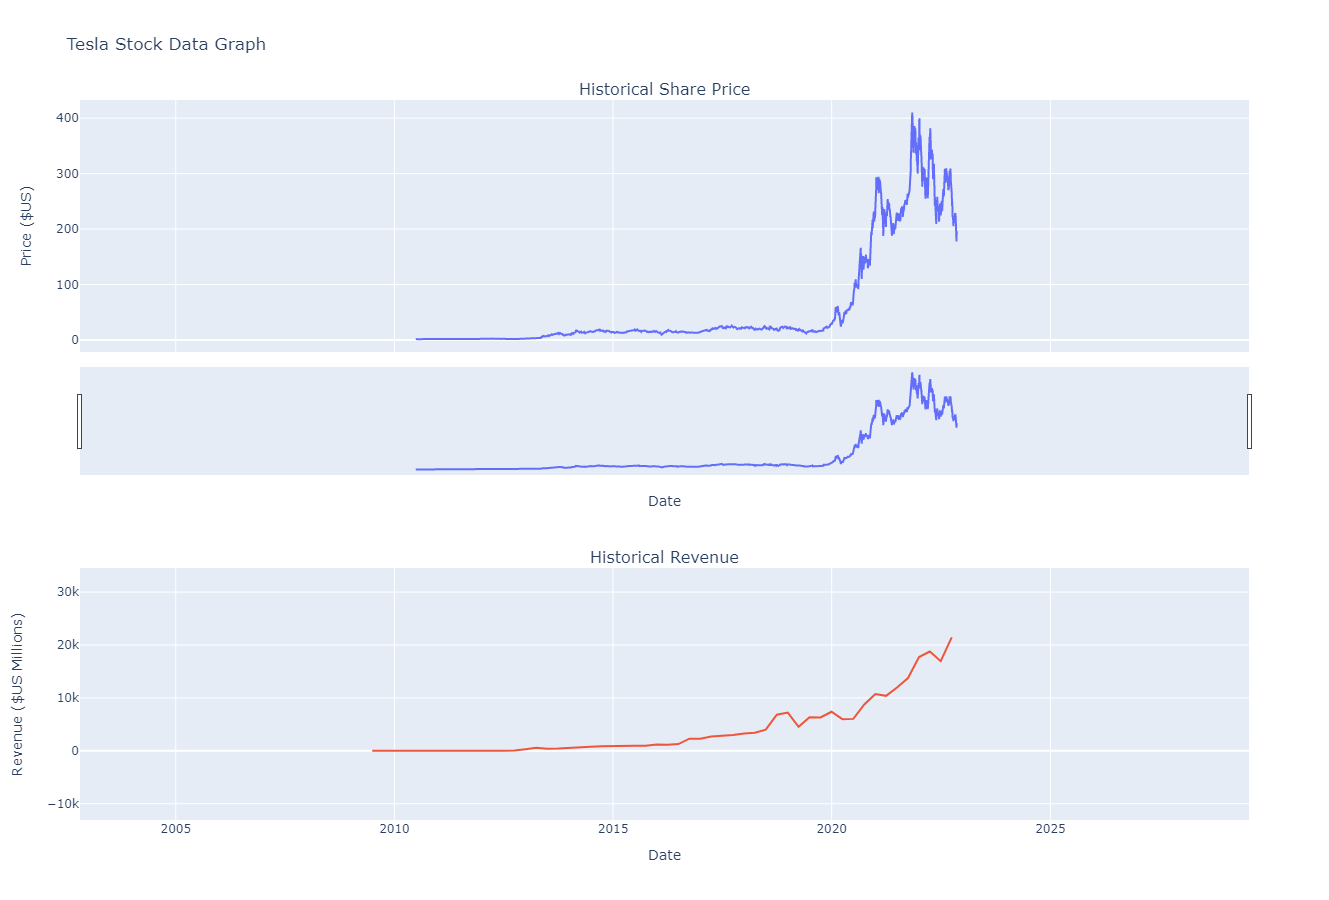 Tesla Stock Data Graph
Historical Share Price
400
300
200
100
0
Price ($US)
Date
Historical Revenue
30k
20k
10k
0
−10k
Revenue ($US Millions)
2005 2010 2015 2020 2025
Date